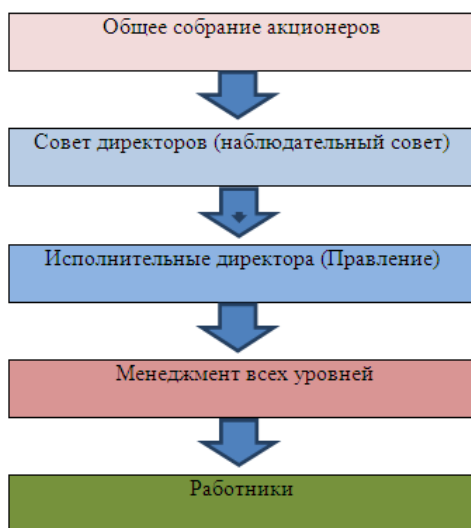 Общее собрание акционеров
Совет директоров (наблюдательный совет)
Исполнительные директора (Правление)
Менеджмент всех уровней
Работники